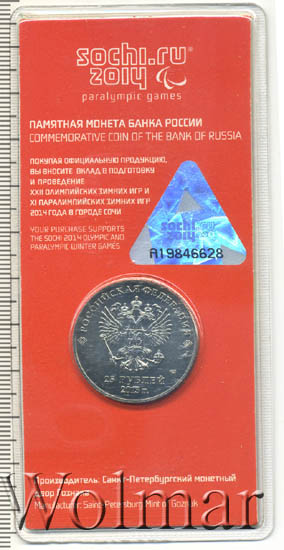 sochi.ru
2014
paralympic games
ПАМЯТНАЯ МОНЕТА БАНКА РОССИИ
COMMEMORATIVE COIN OF THE BANK OF RUSSIA
ПОКУПАЯ ОФИЦИАЛЬНУЮ ПРОДУКЦИЮ,
ВЫ ВНОСИТЕ ВКЛАД В ПОДГОТОВКУ
И ПРОВЕДЕНИЕ
XXII ОЛИМПИЙСКИХ ЗИМНИХ ИГР И
XI ПАРАЛИМПИЙСКИХ ЗИМНИХ ИГР
2014 ГОДА В ГОРОДЕ СОЧИ
YOUR PURCHASE SUPPORTS
THE SOCHI 2014 OLYMPIC AND
PARALYMPIC WINTER GAMES
sochi.ru
2014
A19846628
РОССИЙСКАЯ ФЕДЕРАЦИЯ
25 РУБЛЕЙ
2013 г.
Производитель: Санкт-Петербургский монетный
двор Гознака
Manufacturer: Saint-Petersburg Mint of Goznak
Wolmar